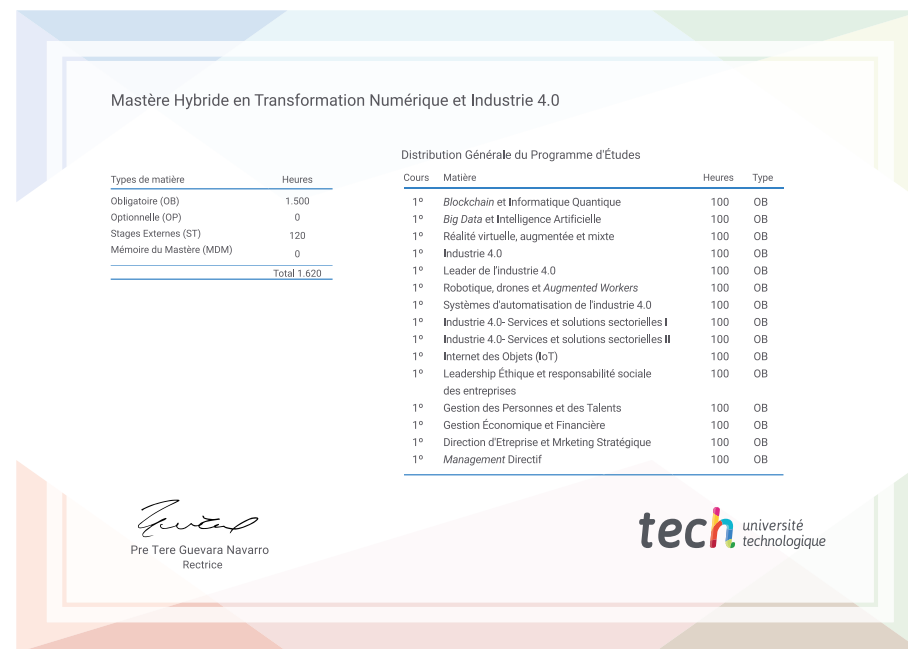 Mastère Hybride en Transformation Numérique et Industrie 4.0
Types de matière Heures
Obligatoire (OB) 1.500
Optionnelle (OP) 0
Stages Externes (ST) 120
Mémoire du Mastère (MDM) 0
Total 1.620
Distribution Générale du Programme d'Études
Cours Matière Heures Type
1º Blockchain et Informatique Quantique 100 OB
1º Big Data et Intelligence Artificielle 100 OB
1º Réalité virtuelle, augmentée et mixte 100 OB
1º Industrie 4.0 100 OB
1º Leader de l'industrie 4.0 100 OB
1º Robotique, drones et Augmented Workers 100 OB
1º Systèmes d'automatisation de l'industrie 4.0 100 OB
1º Industrie 4.0- Services et solutions sectorielles I 100 OB
1º Industrie 4.0- Services et solutions sectorielles II 100 OB
1º Internet des Objets (IoT) 100 OB
1º Leadership Éthique et responsabilité sociale 100 OB
des entreprises
1º Gestion des Personnes et des Talents 100 OB
1º Gestion Économique et Financière 100 OB
1º Direction d'Etreprise et Mrketing Stratégique 100 OB
1º Management Directif 100 OB
Pre Tere Guevara Navarro
Rectrice
tech université
technologique